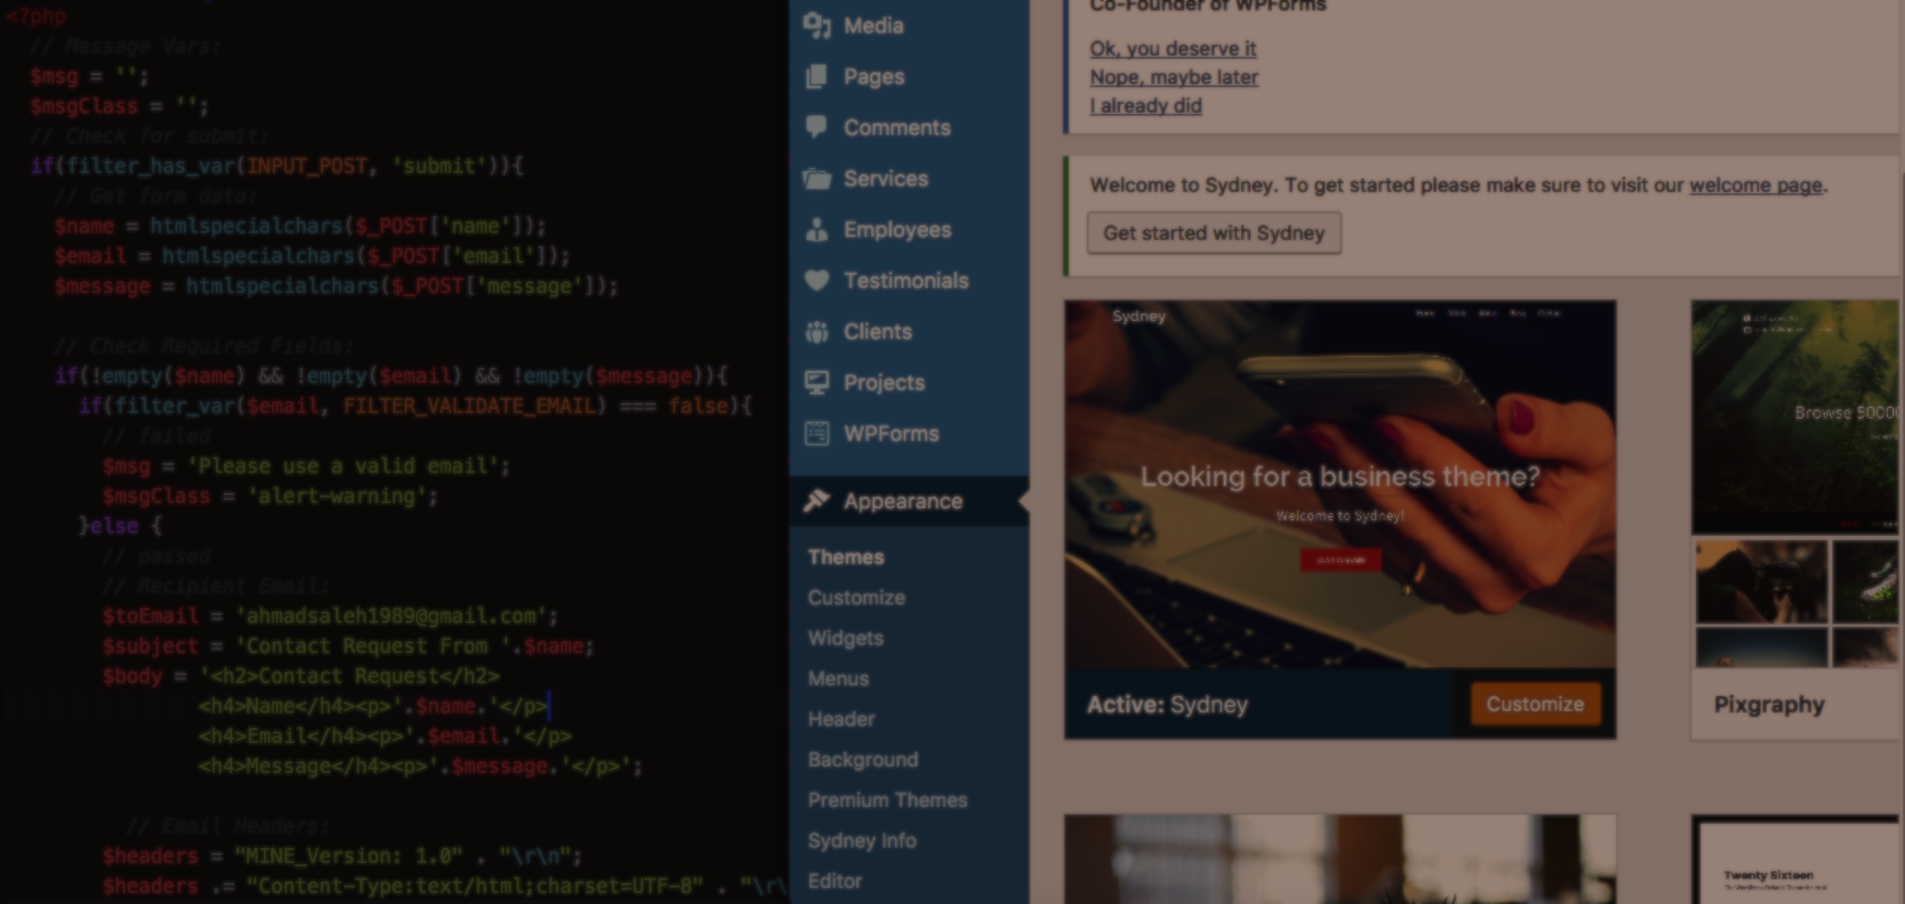 <?php
// Message Vars:
$msg = '';
$msgClass = '';
// Check for submit:
if(filter_has_var(INPUT_POST, 'submit')){
// Get form data:
$name = htmlspecialchars($_POST['name']);
$email = htmlspecialchars($_POST['email']);
$message = htmlspecialchars($_POST['message']);
// Check Required Fields:
if(!empty($name) && !empty($email) && !empty($message)){
if(filter_var($email, FILTER_VALIDATE_EMAIL) === false){
// failed
$msg = 'Please use a valid email';
$msgClass = 'alert-warning';
}else {
// passed
// Recipient Email:
$toEmail = 'ahmadsaleh1989@gmail.com';
$subject = 'Contact Request From '.$name;
$body = '<h2>Contact Request</h2>
<h4>Name</h4><p>'.$name.'</p>
<h4>Email</h4><p>'.$email.'</p>
<h4>Message</h4><p>'.$message.'</p>';
// Email Headers:
$headers = "MINE_Version: 1.0" . "\r\n";
$headers .= "Content-Type:text/html;charset=UTF-8" . "\r\
Media
Pages
Comments
Services
Employees
Testimonials
Clients
Projects
WPForms
Appearance
Themes
Customize
Widgets
Menus
Header
Background
Premium Themes
Sydney Info
Editor
Co-Founder of WPForms
Ok, you deserve it
Nope, maybe later
I already did
Welcome to Sydney. To get started please make sure to visit our welcome page.
Get started with Sydney
Sydney
Looking for a business theme?
Welcome to Sydney!
Active: Sydney
Customize
Browse 5000
Pixgraphy
Twenty Sixteen